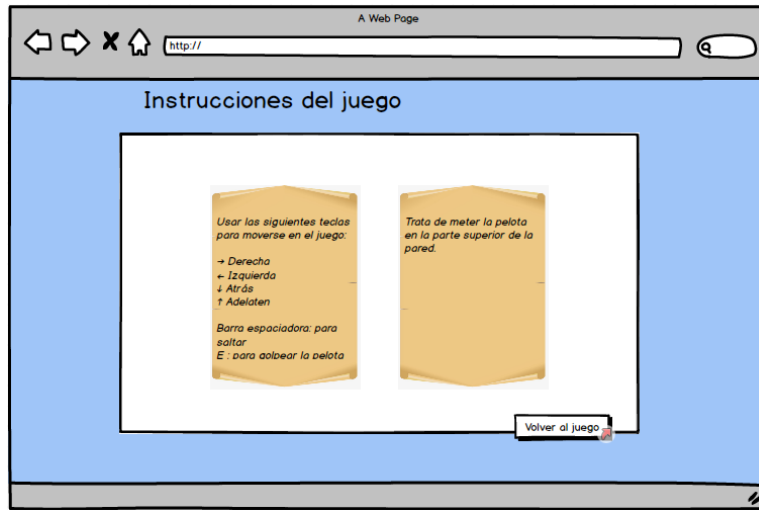 A Web Page
http://
Instrucciones del juego
Usar las siguientes teclas
para moverse en el juego:
→ Derecha
← Izquierda
↓ Atrás
↑ Adelaten
Barra espaciadora: para
saltar
E : para golpear la pelota
Trata de meter la pelota
en la parte superior de la
pared.
Volver al juego